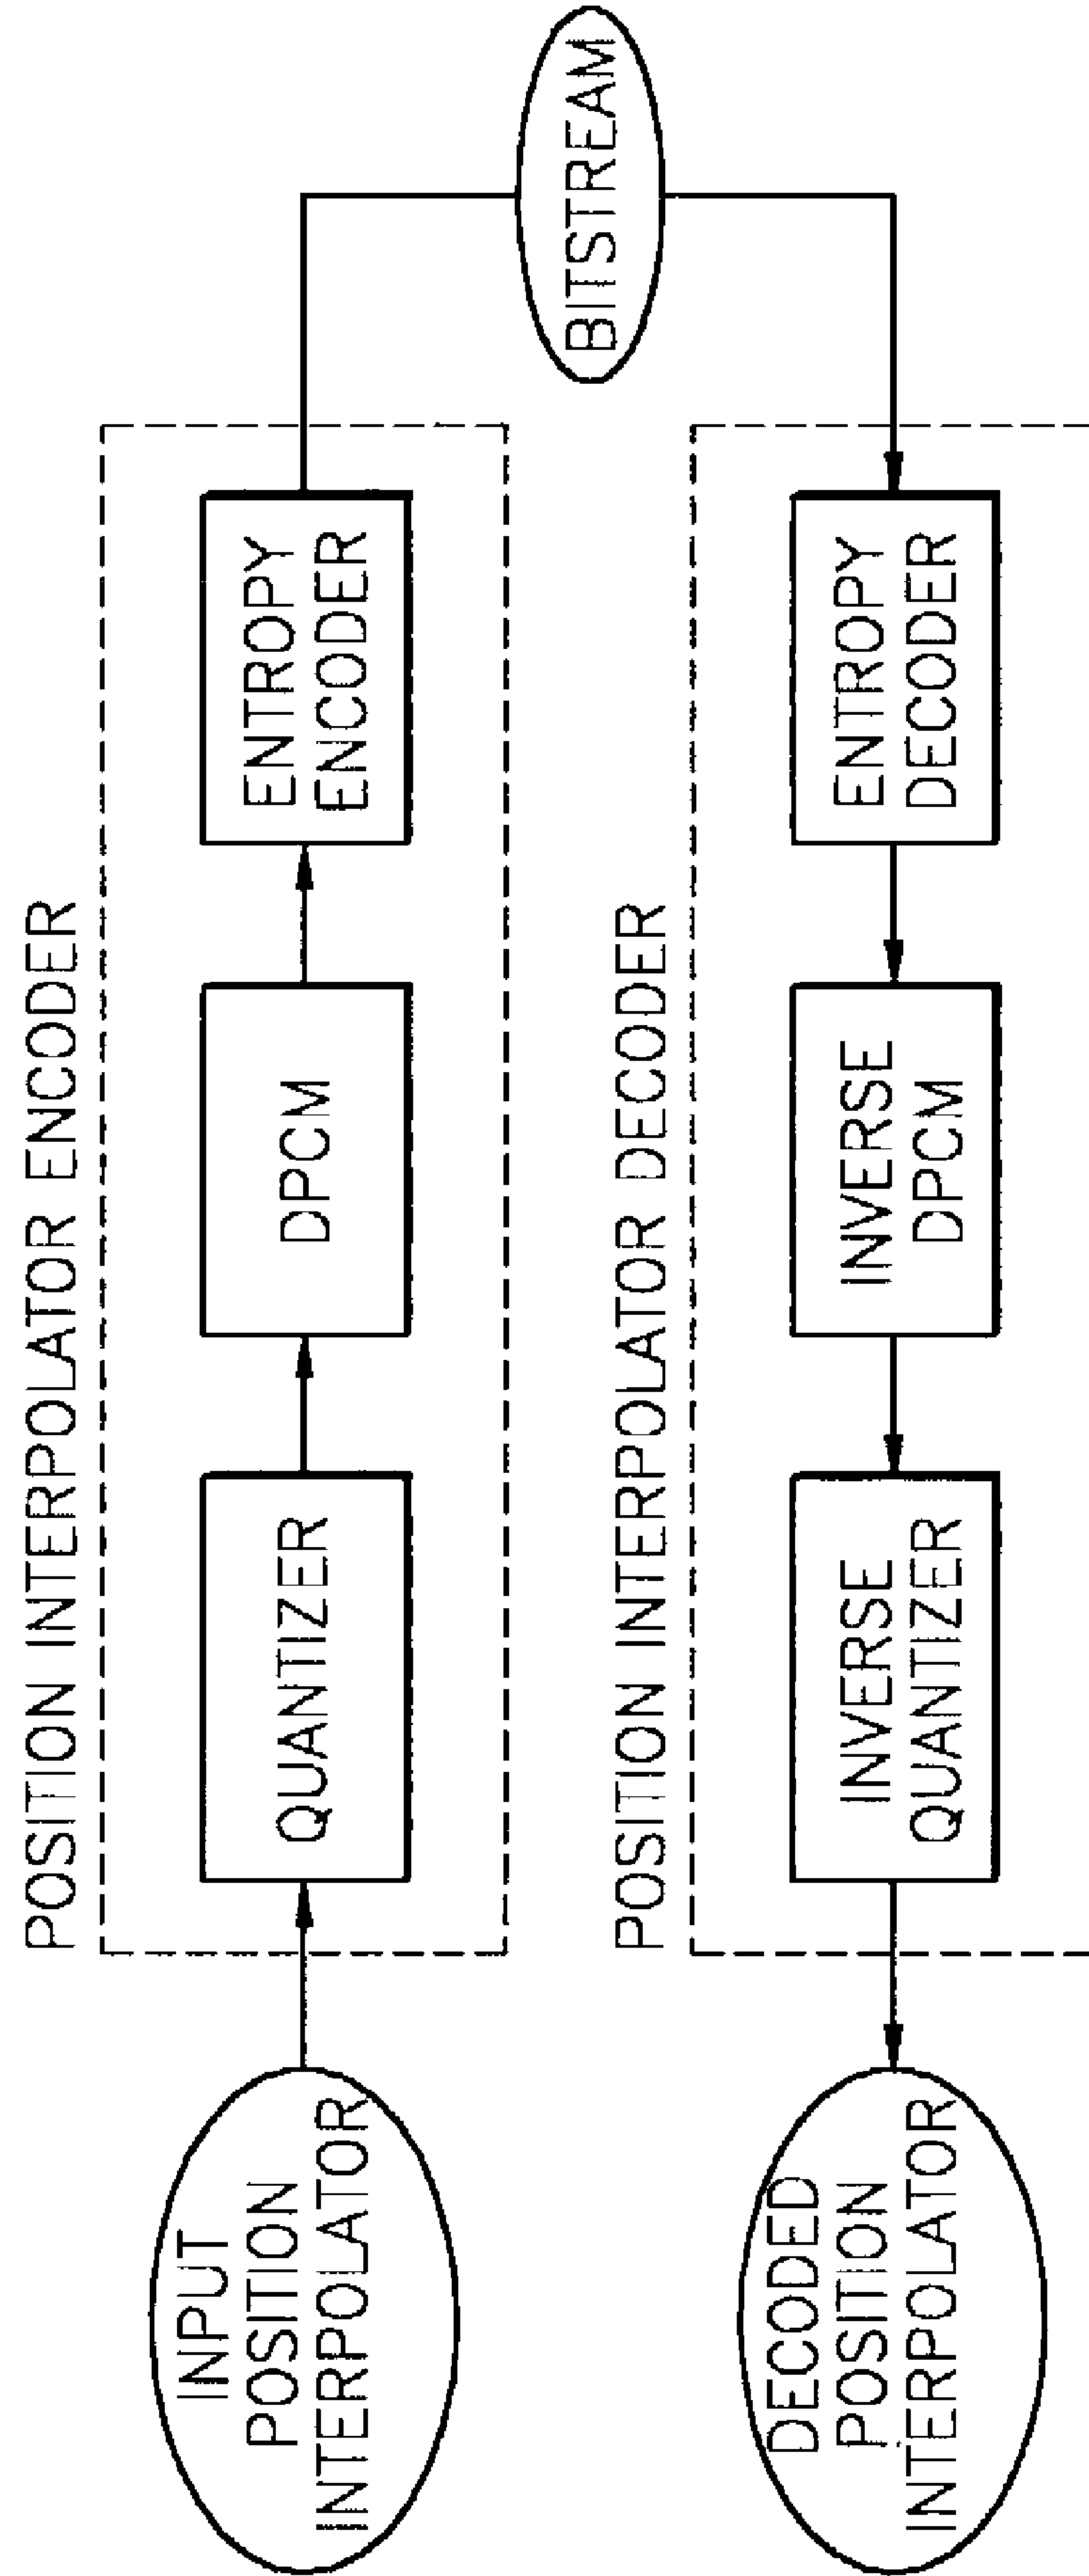 POSITION INTERPOLATOR ENCODER
INPUT
POSITION
INTERPOLATOR
QUANTIZER
DPCM
ENTROPY
ENCODER
BITSTREAM
POSITION INTERPOLATOR DECODER
DECODED
POSITION
INTERPOLATOR
INVERSE
QUANTIZER
INVERSE
DPCM
ENTROPY
DECODER